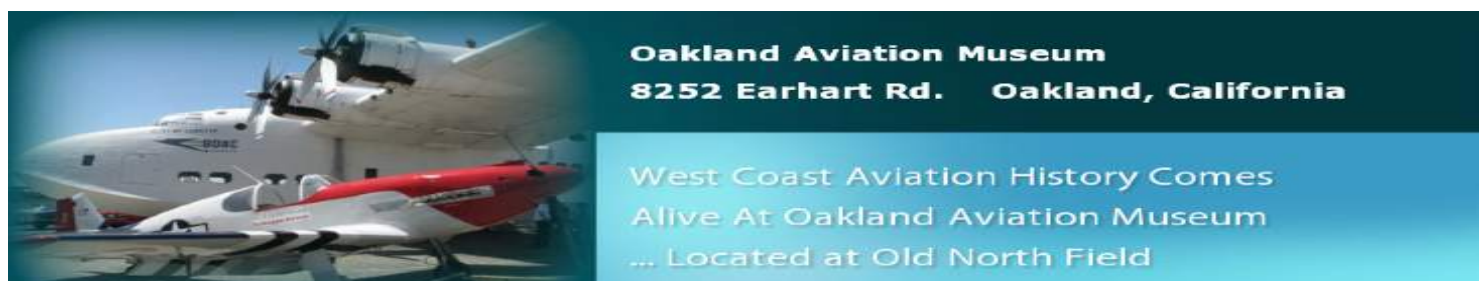 Oakland Aviation Museum
8252 Earhart Rd. Oakland, California
West Coast Aviation History Comes
Alive At Oakland Aviation Museum
... Located at Old North Field
BOAC